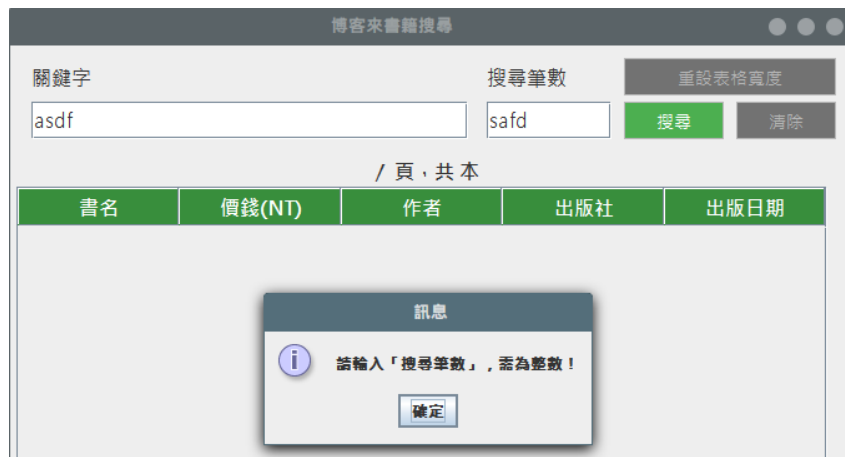 博客來書籍搜尋
關鍵字 搜尋筆數 重設表格寬度
asdf safd 搜尋 清除
/ 頁，共 本
書名 價錢(NT) 作者 出版社 出版日期
訊息
請輸入「搜尋筆數」，需為整數！
確定